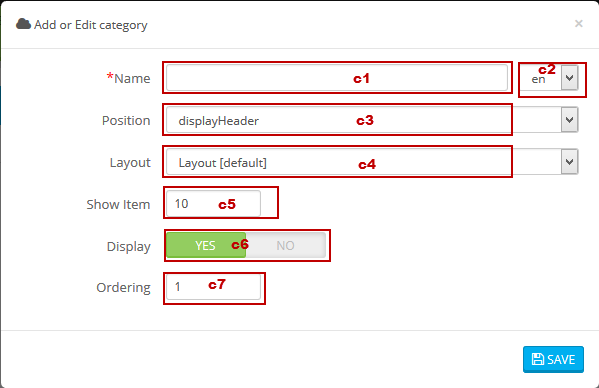 Add or Edit category ×
*Name c1 c2 en
Position displayHeader c3
Layout Layout [default] c4
Show Item 10 c5
Display YES c6 NO
Ordering 1 c7
SAVE